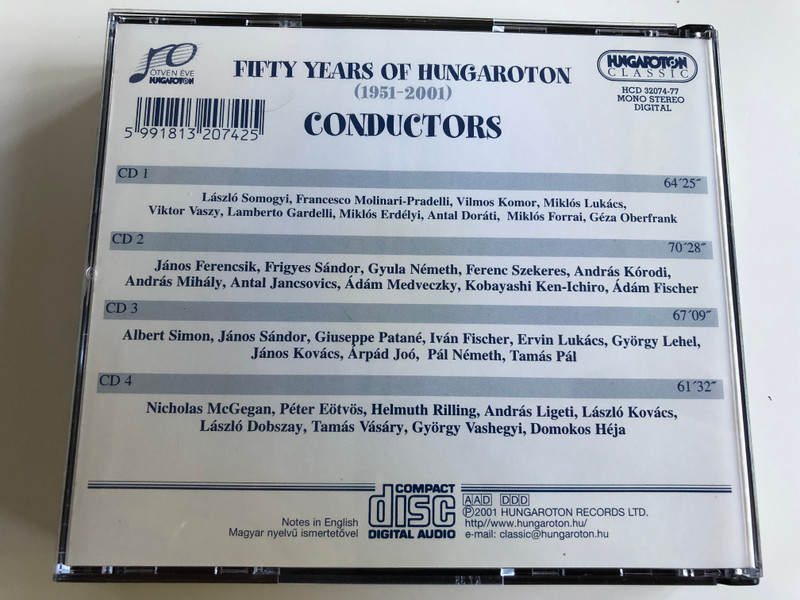 ÖTVEN ÉVE
HUNGAROTON
FIFTY YEARS OF HUNGAROTON
(1951-2001)
CONDUCTORS
HUNGAROTON
CLASSIC
HCD 32074-77
MONO STEREO
DIGITAL
5 991813 207425
CD 1 64´25˝
László Somogyi, Francesco Molinari-Pradelli, Vilmos Komor, Miklós Lukács,
Viktor Vaszy, Lamberto Gardelli, Miklós Erdélyi, Antal Doráti, Miklós Forrai, Géza Oberfrank
CD 2 70´28˝
János Ferencsik, Frigyes Sándor, Gyula Németh, Ferenc Szekeres, András Kórodi,
András Mihály, Antal Jancsovics, Ádám Medveczky, Kobayashi Ken-Ichiro, Ádám Fischer
CD 3 67´09˝
Albert Simon, János Sándor, Giuseppe Patané, Iván Fischer, Ervin Lukács, György Lehel,
János Kovács, Árpád Joó, Pál Németh, Tamás Pál
CD 4 61´32˝
Nicholas McGegan, Péter Eötvös, Helmuth Rilling, András Ligeti, László Kovács,
László Dobszay, Tamás Vásáry, György Vashegyi, Domokos Héja
Notes in English
Magyar nyelvű ismertetővel
COMPACT
disc
DIGITAL AUDIO
AAD DDD
Ⓟ2001 HUNGAROTON RECORDS LTD.
http//www.hungaroton.hu/
e-mail: classic@hungaroton.hu